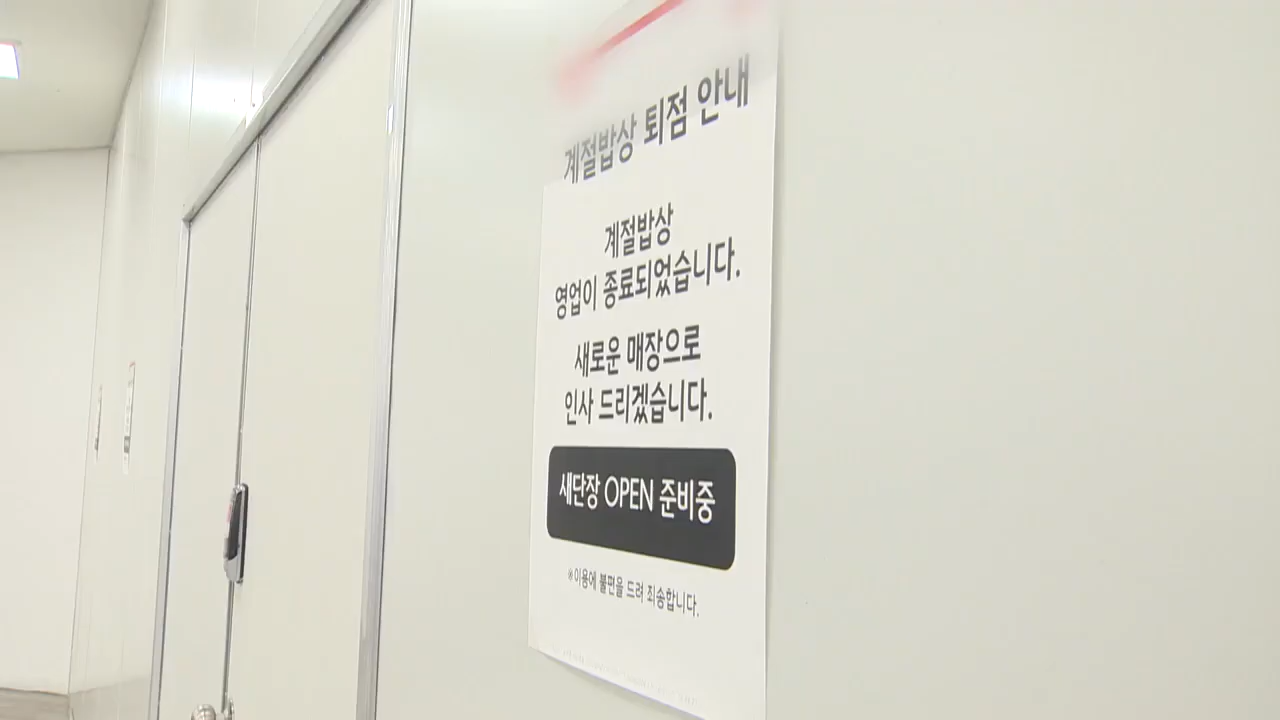 계절밥상 퇴점 안내
계절밥상
영업이 종료되었습니다.
새로운 매장으로
인사 드리겠습니다.
새단장 OPEN 준비중
※이용에 불편을 드려 죄송합니다.